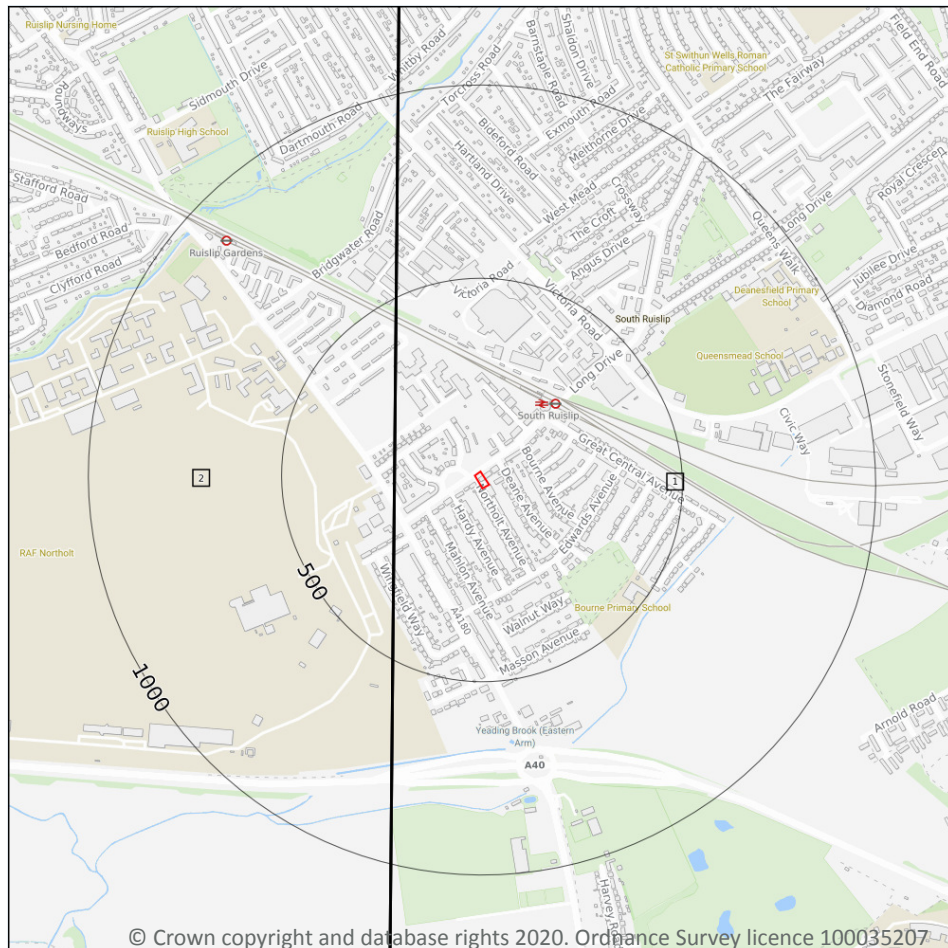 Ruislip Nursing Home
Roundways
Sidmouth Drive
Whitby Road
Dartmouth Road
Ruislip High School
Torcross Road
Barnstaple Road
Shaldon Drive
Exmouth Road
Bideford Road
Melthorne Drive
Hartland Drive
St Swithun Wells Roman
Catholic Primary School
The Fairway
Field End Road
West Mead
The Croft
Crossway
Angus Drive
Queens Walk
Long Drive
Royal Crescen
Jubilee Drive
Diamond Road
Deanesfield Primary
School
Stafford Road
Bedford Road
Clyfford Road
Ruislip Gardens
Bridgwater Road
Victoria Road
Victoria Road
South Ruislip
Long Drive
Queensmead School
Stonefield Way
Civic Way
South Ruislip
Great Central Avenue
Bourne Avenue
Deane Avenue
Edwards Avenue
Northolt Avenue
Hardy Avenue
Mahlon Avenue
A4180
Wingfield Way
Walnut Way
Masson Avenue
Bourne Primary School
1
2
RAF Northolt
500
1000
Yeading Brook (Eastern
Arm)
A40
Arnold Road
Harvey Road
© Crown copyright and database rights 2020. Ordnance Survey licence 100035207